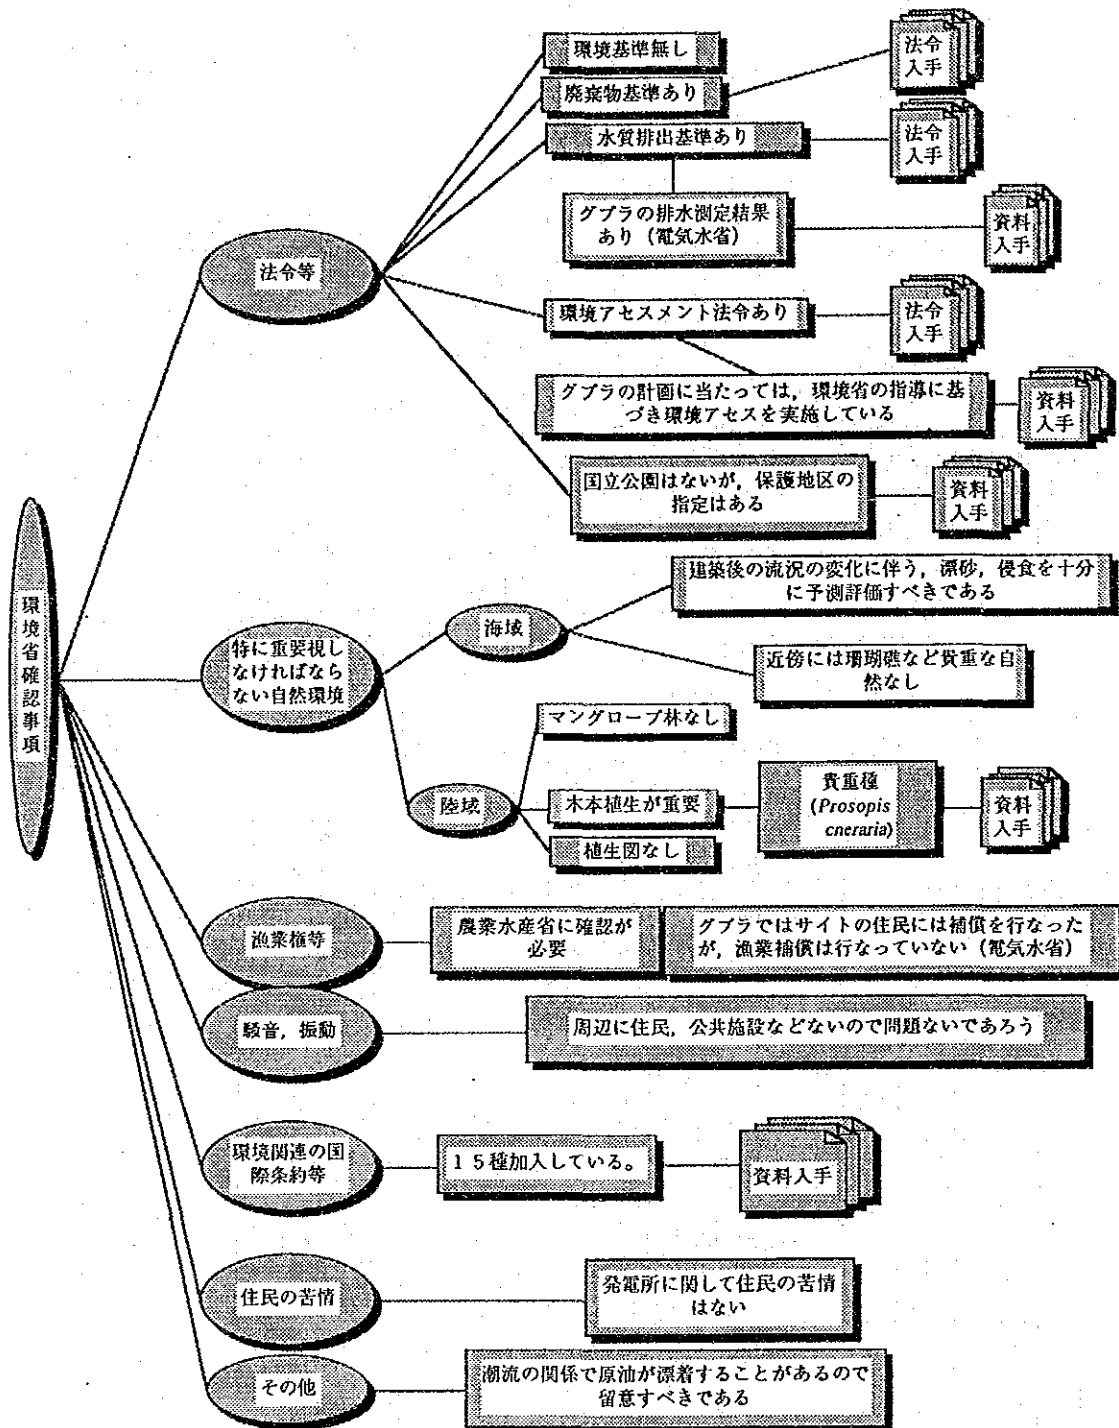 環境省確認事項
法令等
環境基準無し
廃棄物基準あり
法令
入手
水質排出基準あり
法令
入手
グブラの排水測定結果
あり（電気水省）
資料
入手
環境アセスメント法令あり
法令
入手
グブラの計画に当たっては，環境省の指導に基
づき環境アセスを実施している
資料
入手
国立公園はないが，保護地区の
指定はある
資料
入手
特に重要視し
なければなら
ない自然環境
海域
建築後の流況の変化に伴う，漂砂，侵食を十分
に予測評価すべきである
近傍には珊瑚礁など貴重な自
然なし
陸域
マングローブ林なし
木本植生が重要
貴重種
(Prosopis
cneraria)
資料
入手
植生図なし
漁業権等
農業水産省に確認が
必要
グブラではサイトの住民には補償を行なった
が，漁業補償は行なっていない（電気水省）
騒音，振動
周辺に住民，公共施設などないので問題ないであろう
環境関連の国
際条約等
１５種加入している。
資料入手
住民の苦情
発電所に関して住民の苦情
はない
その他
潮流の関係で原油が漂着することがあるので
留意すべきである